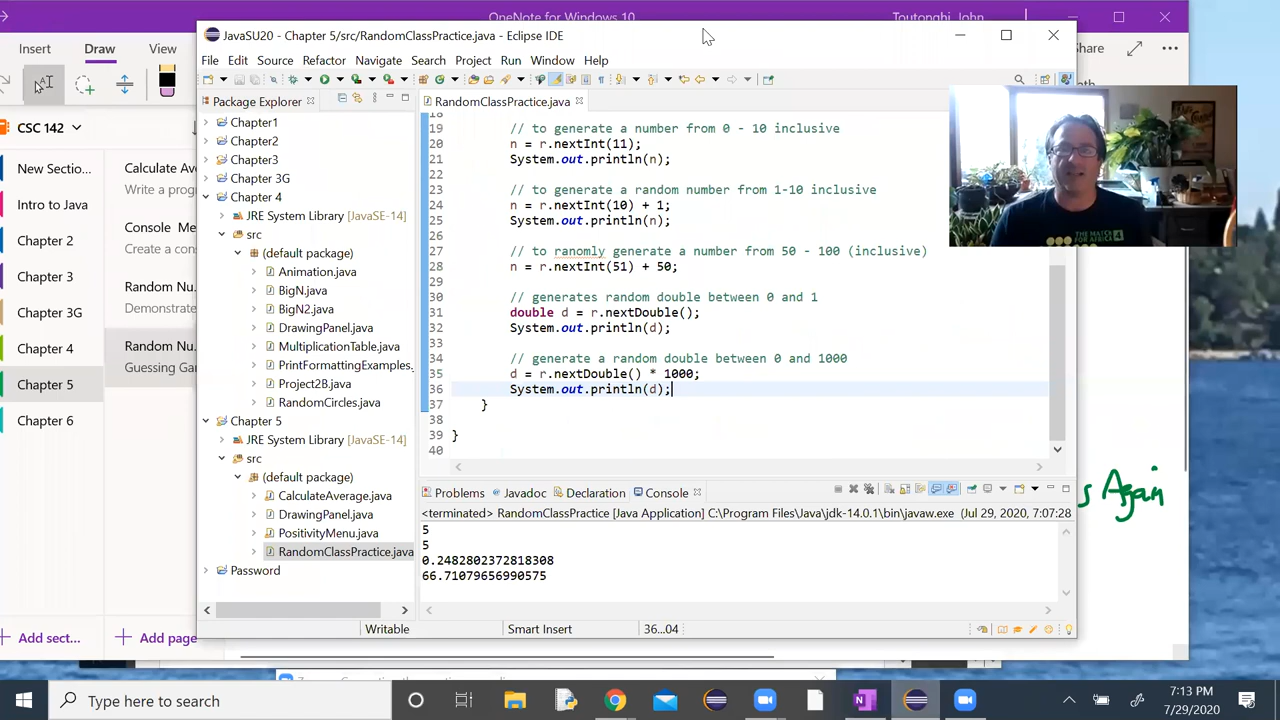 OneNote for Windows 10
Toutonghi, John
Insert
Draw
View
Share
CSC 142
New Sectio...
Intro to Java
Chapter 2
Chapter 3
Chapter 3G
Chapter 4
Chapter 5
Chapter 6
Add sect...
Calculate Av...
Write a prog
Console Me
Create a cons
Random Nu...
Demonstrate
Random Nu...
Guessing Gar
Add page
s Again
JavaSU20 - Chapter 5/src/RandomClassPractice.java - Eclipse IDE
File Edit Source Refactor Navigate Search Project Run Window Help
Package Explorer
Chapter1
Chapter2
Chapter3
Chapter 3G
Chapter 4
JRE System Library [JavaSE-14]
src
(default package)
Animation.java
BigN.java
BigN2.java
DrawingPanel.java
MultiplicationTable.java
PrintFormattingExamples.
Project2B.java
RandomCircles.java
Chapter 5
JRE System Library [JavaSE-14]
src
(default package)
CalculateAverage.java
DrawingPanel.java
PositivityMenu.java
RandomClassPractice.java
Password
RandomClassPractice.java
18
19 // to generate a number from 0 - 10 inclusive
20 n = r.nextInt(11);
21 System.out.println(n);
22
23 // to generate a random number from 1-10 inclusive
24 n = r.nextInt(10) + 1;
25 System.out.println(n);
26
27 // to ranomly generate a number from 50 - 100 (inclusive)
28 n = r.nextInt(51) + 50;
29
30 // generates random double between 0 and 1
31 double d = r.nextDouble();
32 System.out.println(d);
33
34 // generate a random double between 0 and 1000
35 d = r.nextDouble() * 1000;
36 System.out.println(d);
37 }
38
39 }
40
Problems Javadoc Declaration Console
<terminated> RandomClassPractice [Java Application] C:\Program Files\Java\jdk-14.0.1\bin\javaw.exe (Jul 29, 2020, 7:07:28
5
5
0.2482802372818308
66.71079656990575
Writable
Smart Insert
36...04
THE MATCH
FOR AFRICA 4
Type here to search
7:13 PM
7/29/2020